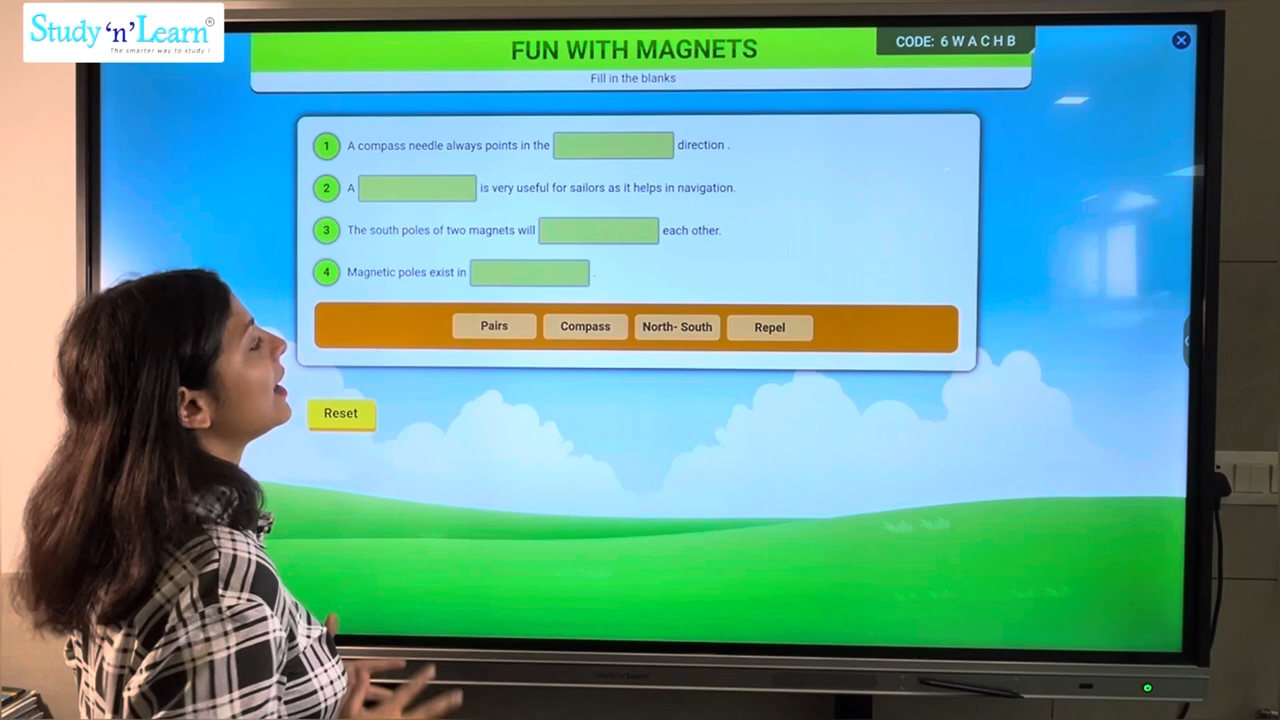 Study 'n' Learn®
The smarter way to study !
FUN WITH MAGNETS
CODE: 6 W A C H B
Fill in the blanks
1 A compass needle always points in the direction .
2 A is very useful for sailors as it helps in navigation.
3 The south poles of two magnets will each other.
4 Magnetic poles exist in .
Pairs Compass North- South Repel
Reset
Study 'n' Learn